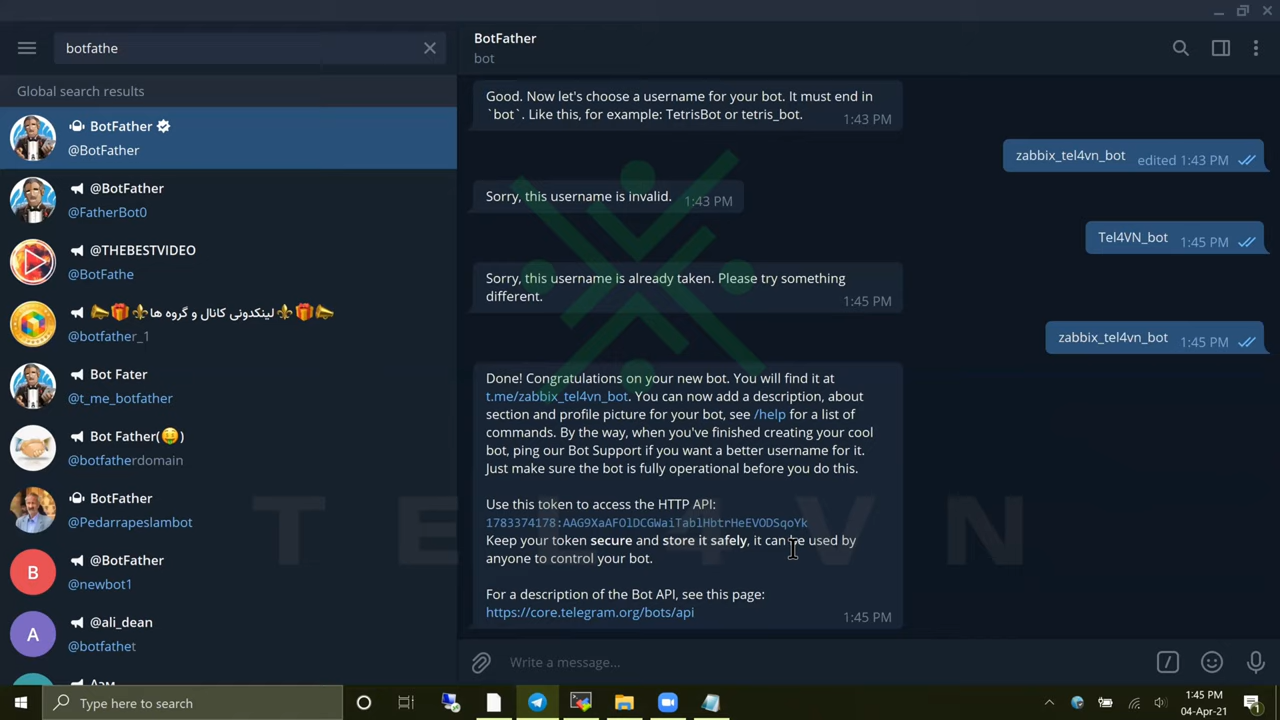 botfathe
Global search results
BotFather
@BotFather
@BotFather
@FatherBot0
@THEBESTVIDEO
@BotFathe
لینکدونی کانال و گروه ها
@botfather_1
Bot Fater
@t_me_botfather
Bot Father(🤑)
@botfatherdomain
BotFather
@Pedarrapeslambot
@BotFather
B
@newbot1
@ali_dean
A
@botfathet
BotFather
bot
Good. Now let's choose a username for your bot. It must end in
`bot`. Like this, for example: TetrisBot or tetris_bot.
1:43 PM
zabbix_tel4vn_bot edited 1:43 PM
Sorry, this username is invalid. 1:43 PM
Tel4VN_bot 1:45 PM
Sorry, this username is already taken. Please try something
different.
1:45 PM
zabbix_tel4vn_bot 1:45 PM
Done! Congratulations on your new bot. You will find it at
t.me/zabbix_tel4vn_bot. You can now add a description, about
section and profile picture for your bot, see /help for a list of
commands. By the way, when you've finished creating your cool
bot, ping our Bot Support if you want a better username for it.
Just make sure the bot is fully operational before you do this.
Use this token to access the HTTP API:
1783374178:AAG9XaAFOlDCGWaiTablHbtrHeEVODSqoYk
Keep your token secure and store it safely, it can be used by
anyone to control your bot.
For a description of the Bot API, see this page:
https://core.telegram.org/bots/api
1:45 PM
TEL4VN
Write a message...
Type here to search
1:45 PM
04-Apr-21
1